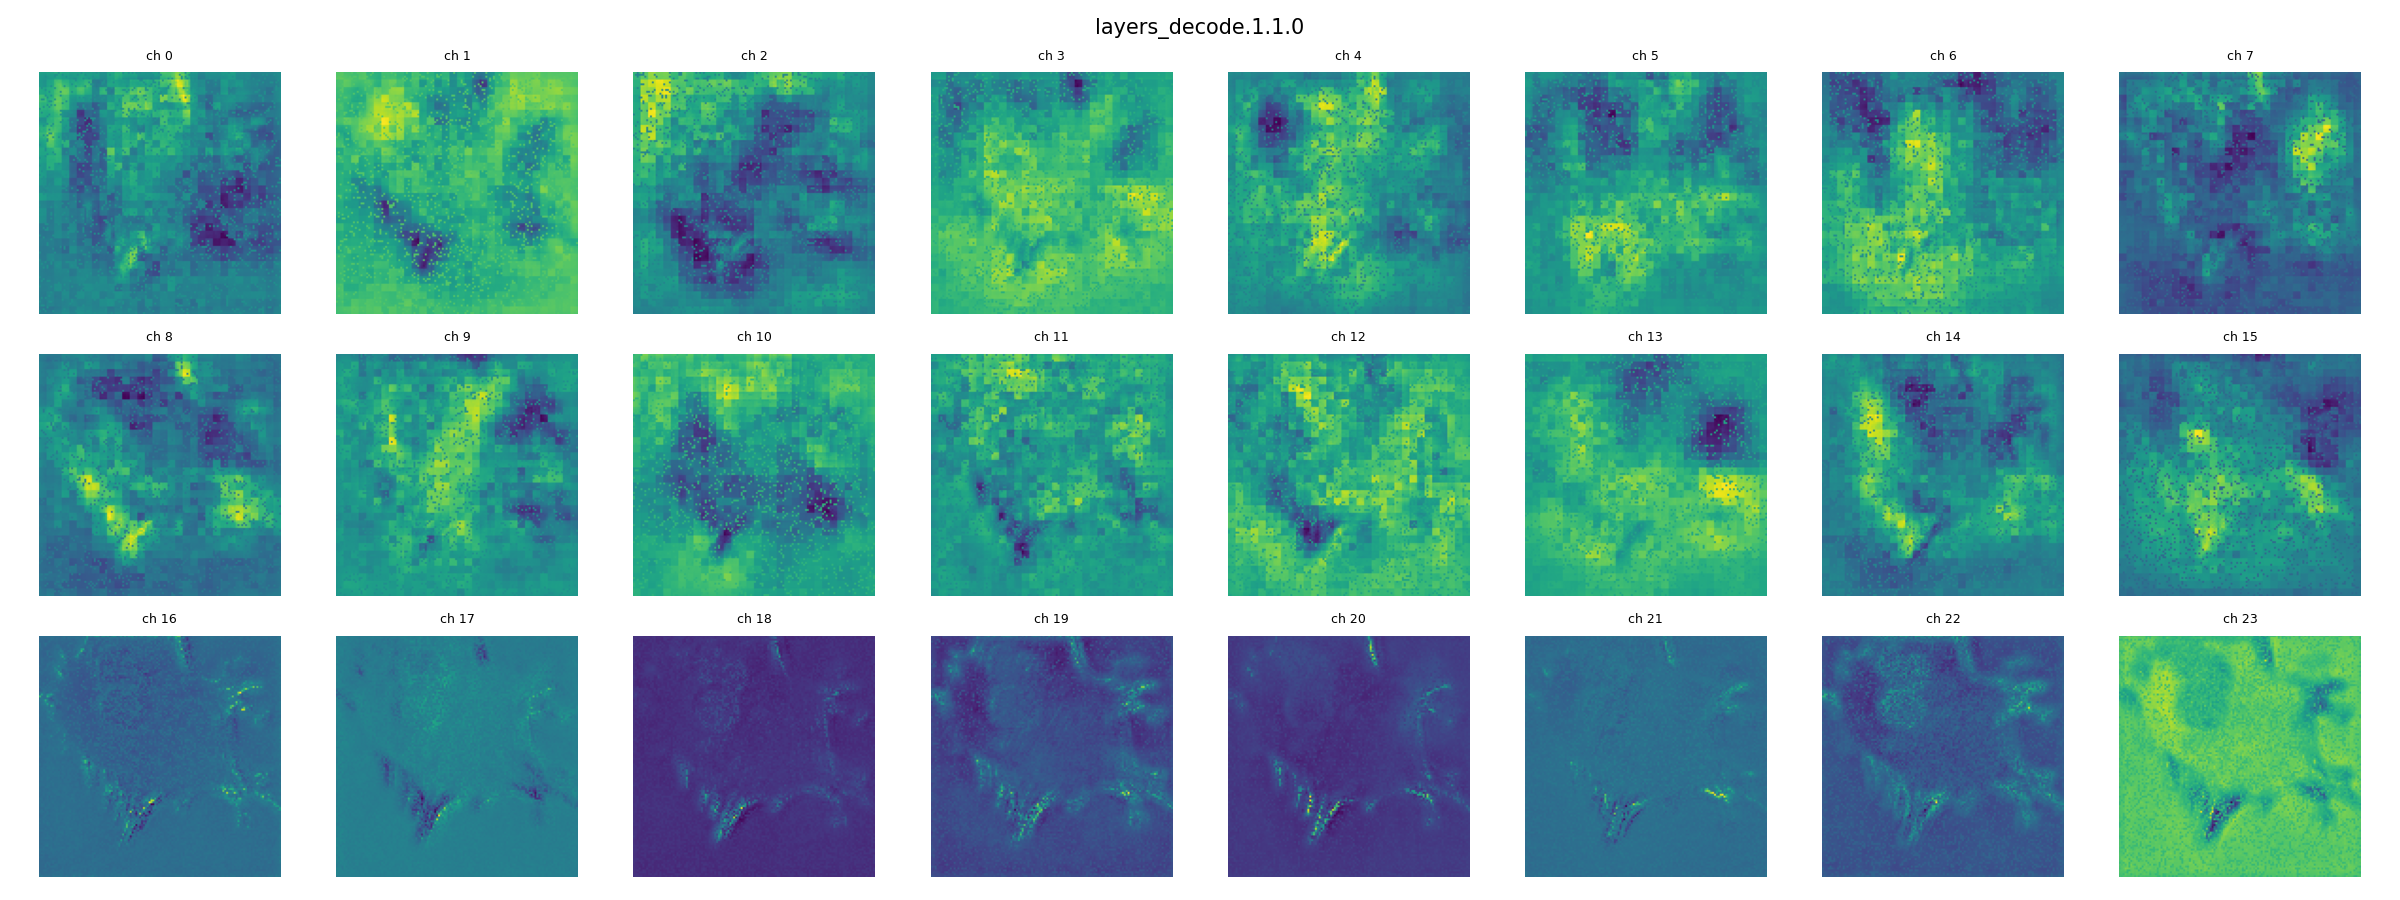 layers_decode.1.1.0
ch 0 ch 1 ch 2 ch 3 ch 4 ch 5 ch 6 ch 7
ch 8 ch 9 ch 10 ch 11 ch 12 ch 13 ch 14 ch 15
ch 16 ch 17 ch 18 ch 19 ch 20 ch 21 ch 22 ch 23